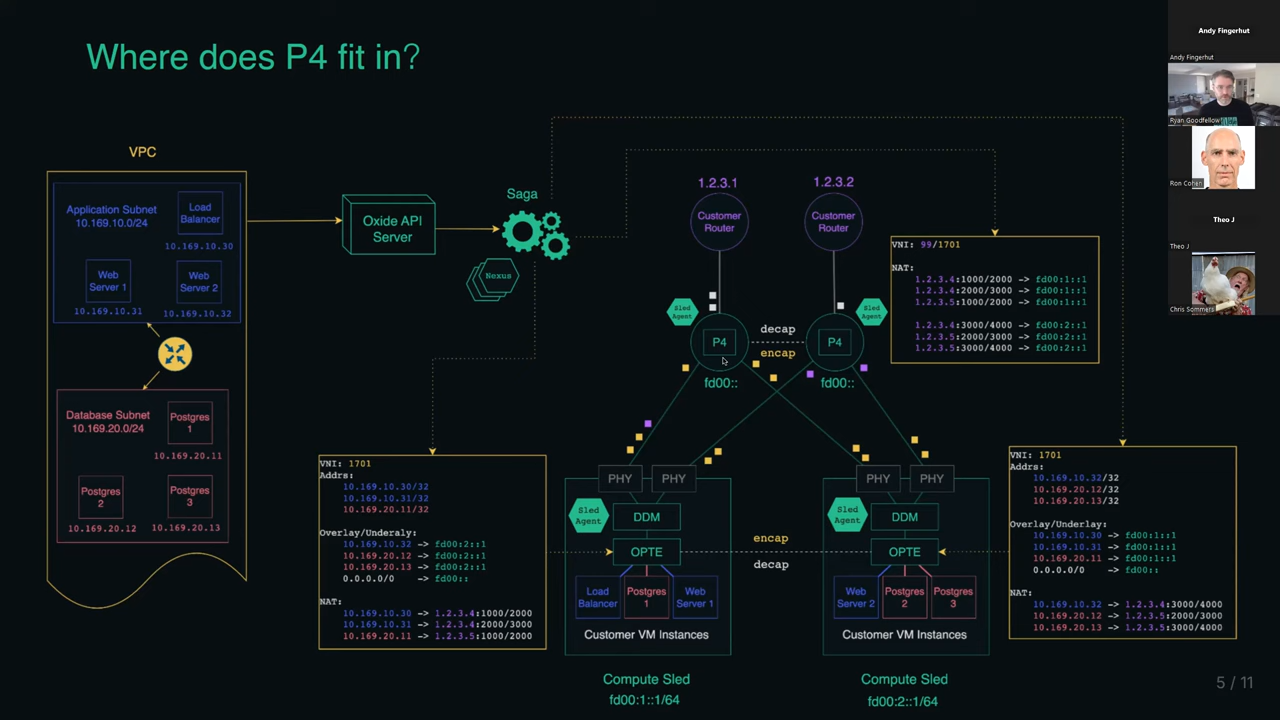 Where does P4 fit in?
VPC
Application Subnet
10.169.10.0/24
Load
Balancer
10.169.10.30
Web
Server 1
10.169.10.31
Web
Server 2
10.169.10.32
Database Subnet
10.169.20.0/24
Postgres
1
10.169.20.11
Postgres
2
10.169.20.12
Postgres
3
10.169.20.13
Oxide API
Server
Saga
Nexus
1.2.3.1
Customer
Router
1.2.3.2
Customer
Router
Sled
Agent
P4
fd00::
decap
encap
P4
fd00::
Sled
Agent
VNI: 99/1701
NAT:
1.2.3.4:1000/2000 -> fd00:1::1
1.2.3.4:2000/3000 -> fd00:1::1
1.2.3.5:1000/2000 -> fd00:1::1
1.2.3.4:3000/4000 -> fd00:2::1
1.2.3.5:2000/3000 -> fd00:2::1
1.2.3.5:3000/4000 -> fd00:2::1
VNI: 1701
Addrs:
10.169.10.30/32
10.169.10.31/32
10.169.20.11/32
Overlay/Underaly:
10.169.10.32 -> fd00:2::1
10.169.20.12 -> fd00:2::1
10.169.20.13 -> fd00:2::1
0.0.0.0/0 -> fd00::
NAT:
10.169.10.30 -> 1.2.3.4:1000/2000
10.169.10.31 -> 1.2.3.4:2000/3000
10.169.20.11 -> 1.2.3.5:1000/2000
PHY
PHY
Sled
Agent
DDM
OPTE
Load
Balancer
Postgres
1
Web
Server 1
Customer VM Instances
Compute Sled
fd00:1::1/64
encap
decap
PHY
PHY
Sled
Agent
DDM
OPTE
Web
Server 2
Postgres
2
Postgres
3
Customer VM Instances
Compute Sled
fd00:2::1/64
VNI: 1701
Addrs:
10.169.10.32/32
10.169.20.12/32
10.169.20.13/32
Overlay/Underlay:
10.169.10.30 -> fd00:1::1
10.169.10.31 -> fd00:1::1
10.169.20.11 -> fd00:1::1
0.0.0.0/0 -> fd00::
NAT:
10.169.10.32 -> 1.2.3.4:3000/4000
10.169.20.12 -> 1.2.3.5:2000/3000
10.169.20.13 -> 1.2.3.5:3000/4000
5 / 11
Andy Fingerhut
Andy Fingerhut
Ryan Goodfellow
Ron Cohen
Theo J
Theo J
Chris Sommers